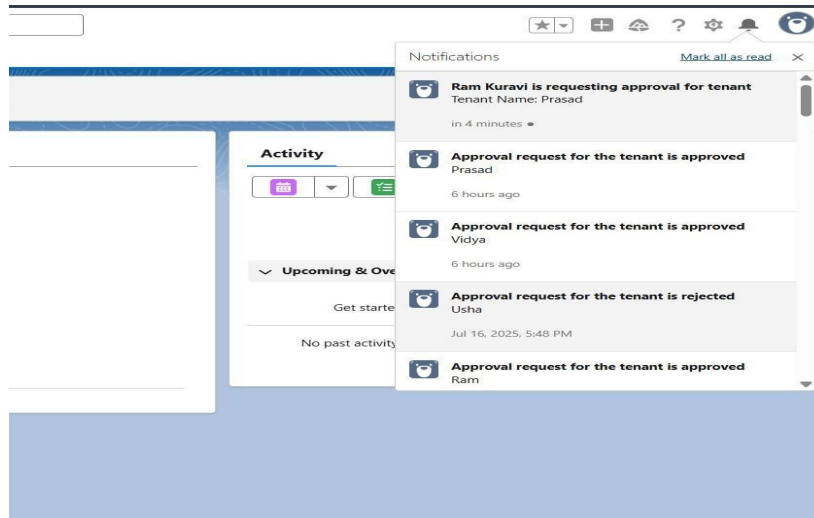 Notifications
Mark all as read
Ram Kuravi is requesting approval for tenant
Tenant Name: Prasad
in 4 minutes
Approval request for the tenant is approved
Prasad
6 hours ago
Approval request for the tenant is approved
Vidya
6 hours ago
Approval request for the tenant is rejected
Usha
Jul 16, 2025, 5:48 PM
Approval request for the tenant is approved
Ram
Activity
Upcoming & Ove
Get starte
No past activity